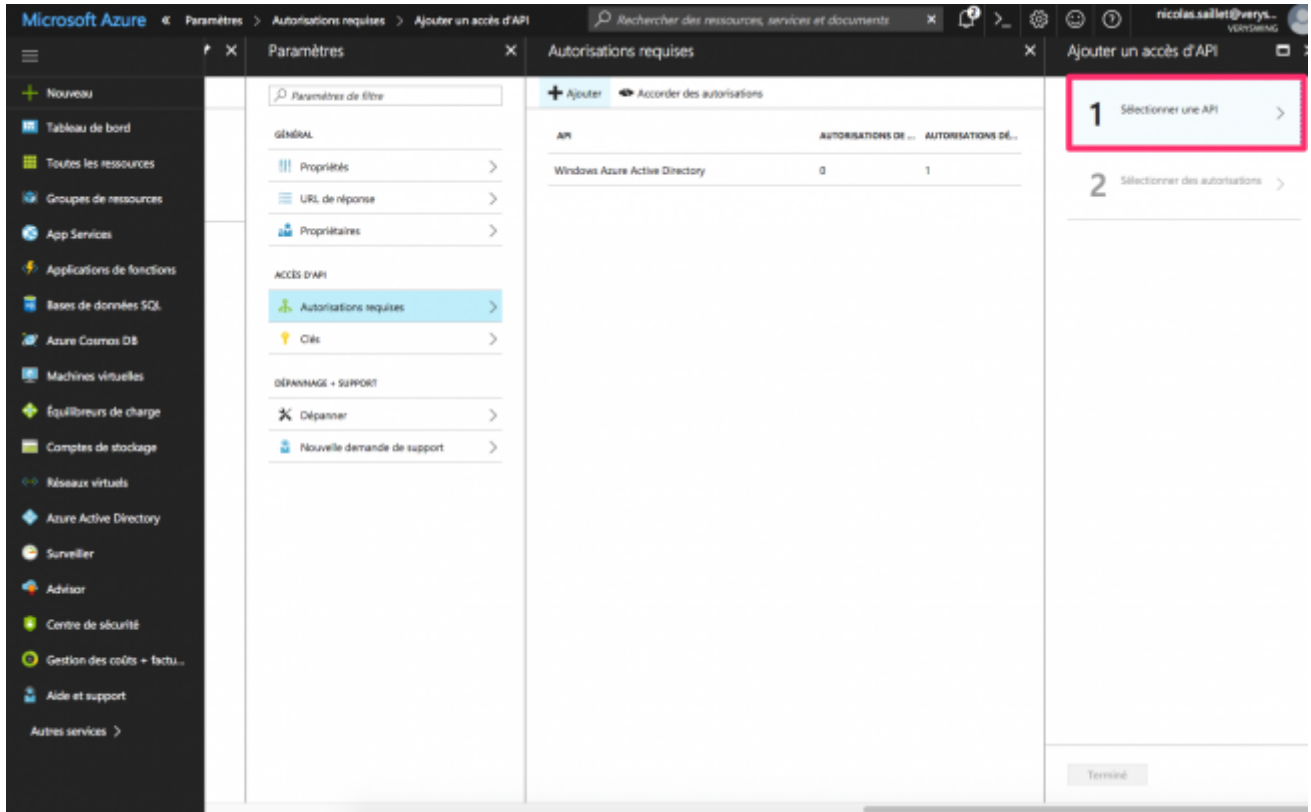 Microsoft Azure « Paramètres > Autorisations requises > Ajouter un accès d'API
Rechercher des ressources, services et documents
2
nicolas.saillet@verys...
VERYSWING
Paramètres
Autorisations requises
Ajouter un accès d'API
Nouveau
Tableau de bord
Toutes les ressources
Groupes de ressources
App Services
Applications de fonctions
Bases de données SQL
Azure Cosmos DB
Machines virtuelles
Équilibreurs de charge
Comptes de stockage
Réseaux virtuels
Azure Active Directory
Surveiller
Advisor
Centre de sécurité
Gestion des coûts + factu...
Aide et support
Autres services >
Paramètres de filtre
GÉNÉRAL
Propriétés
URL de réponse
Propriétaires
ACCÈS D'API
Autorisations requises
Clés
DÉPANNAGE + SUPPORT
Dépanner
Nouvelle demande de support
Ajouter Accorder des autorisations
API AUTORISATIONS DE ... AUTORISATIONS DÉ...
Windows Azure Active Directory 0 1
1 Sélectionner une API
2 Sélectionner des autorisations
Terminé